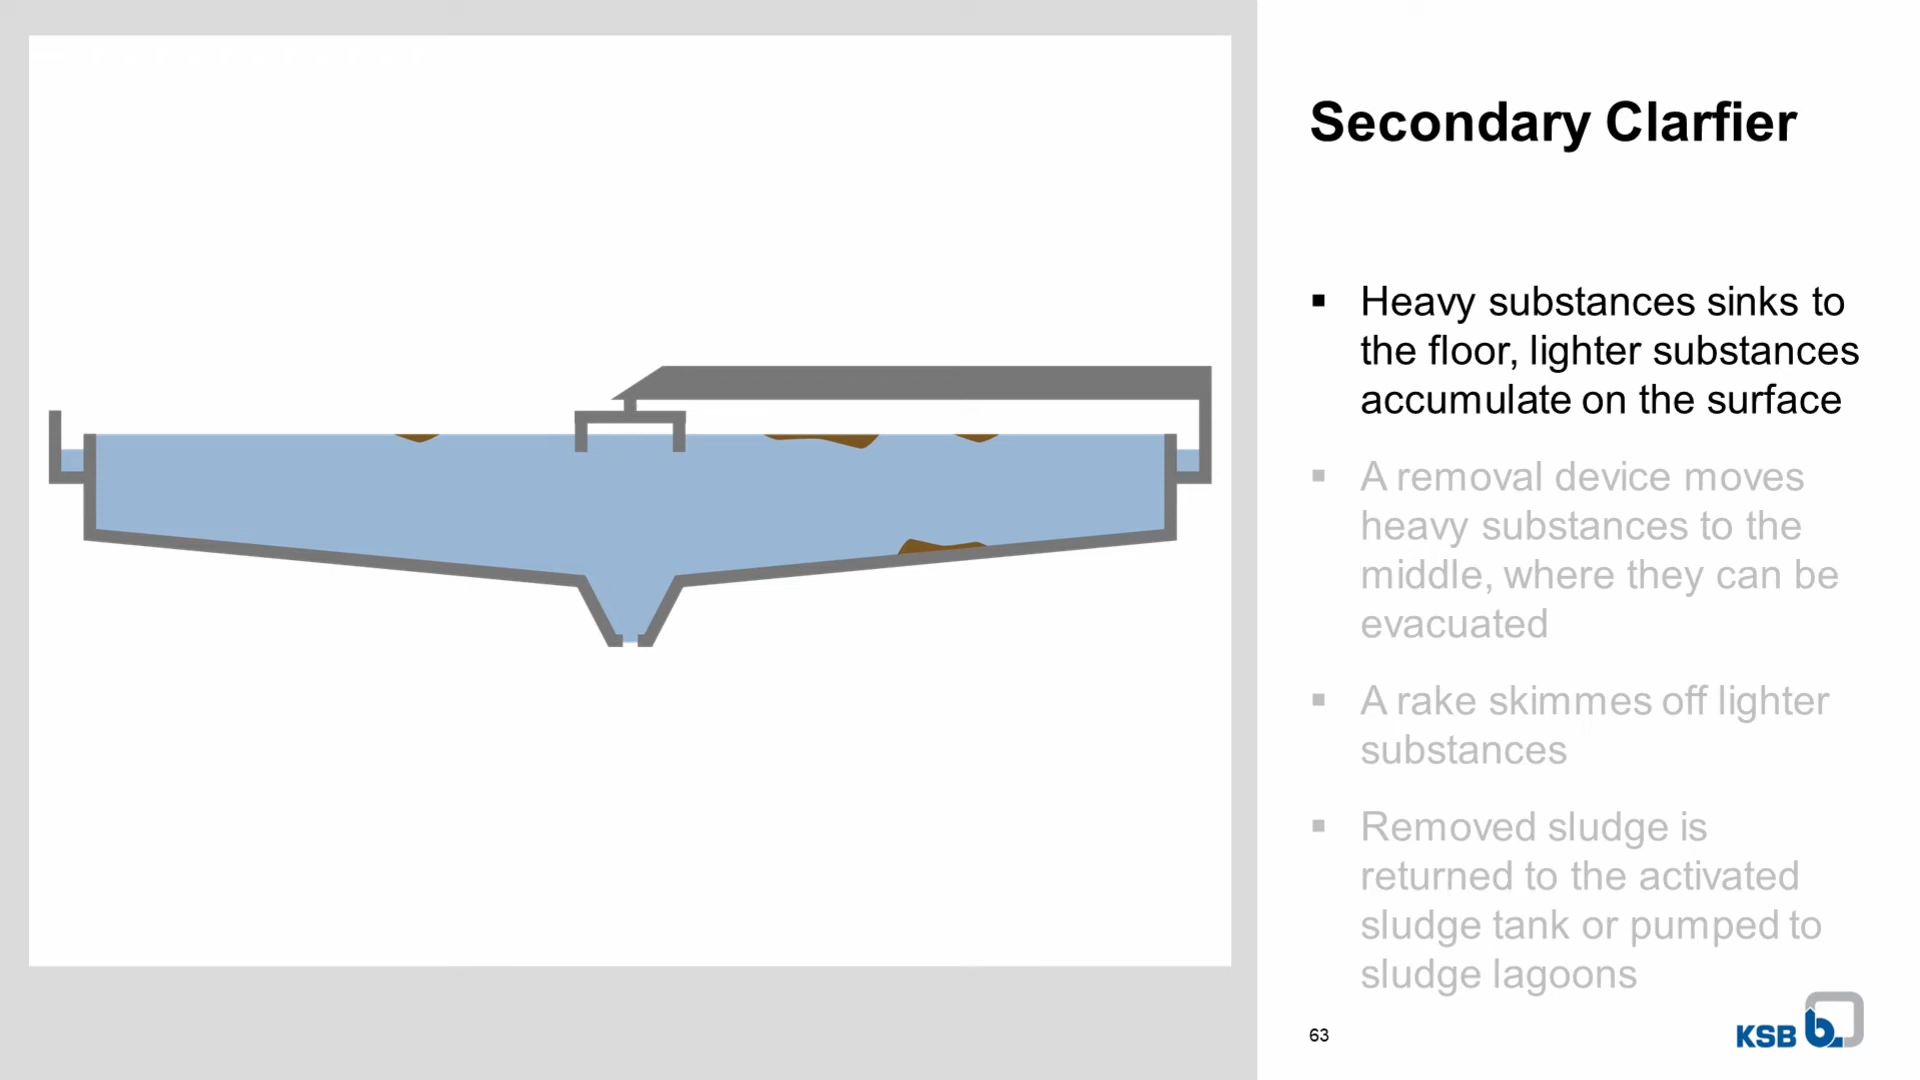 Secondary Clarfier
▪ Heavy substances sinks to
the floor, lighter substances
accumulate on the surface
▪ A removal device moves
heavy substances to the
middle, where they can be
evacuated
▪ A rake skimmes off lighter
substances
▪ Removed sludge is
returned to the activated
sludge tank or pumped to
sludge lagoons
63
KSB